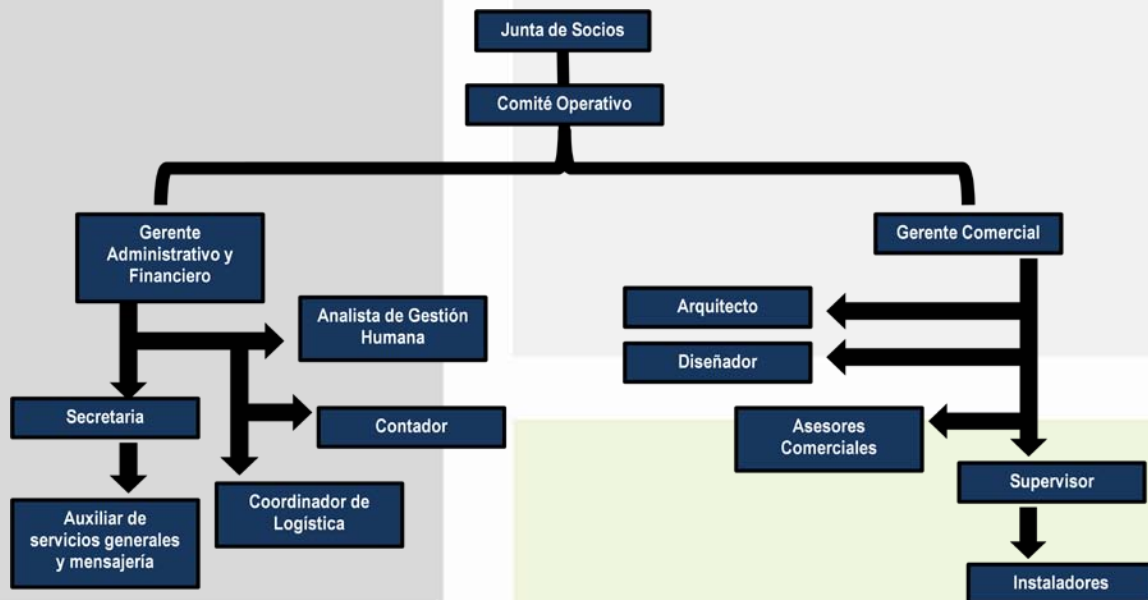 Junta de Socios
Comité Operativo
Gerente
Administrativo y
Financiero
Gerente Comercial
Analista de Gestión
Humana
Arquitecto
Diseñador
Secretaria
Contador
Asesores
Comerciales
Supervisor
Coordinador de
Logística
Auxiliar de
servicios generales
y mensajería
Instaladores